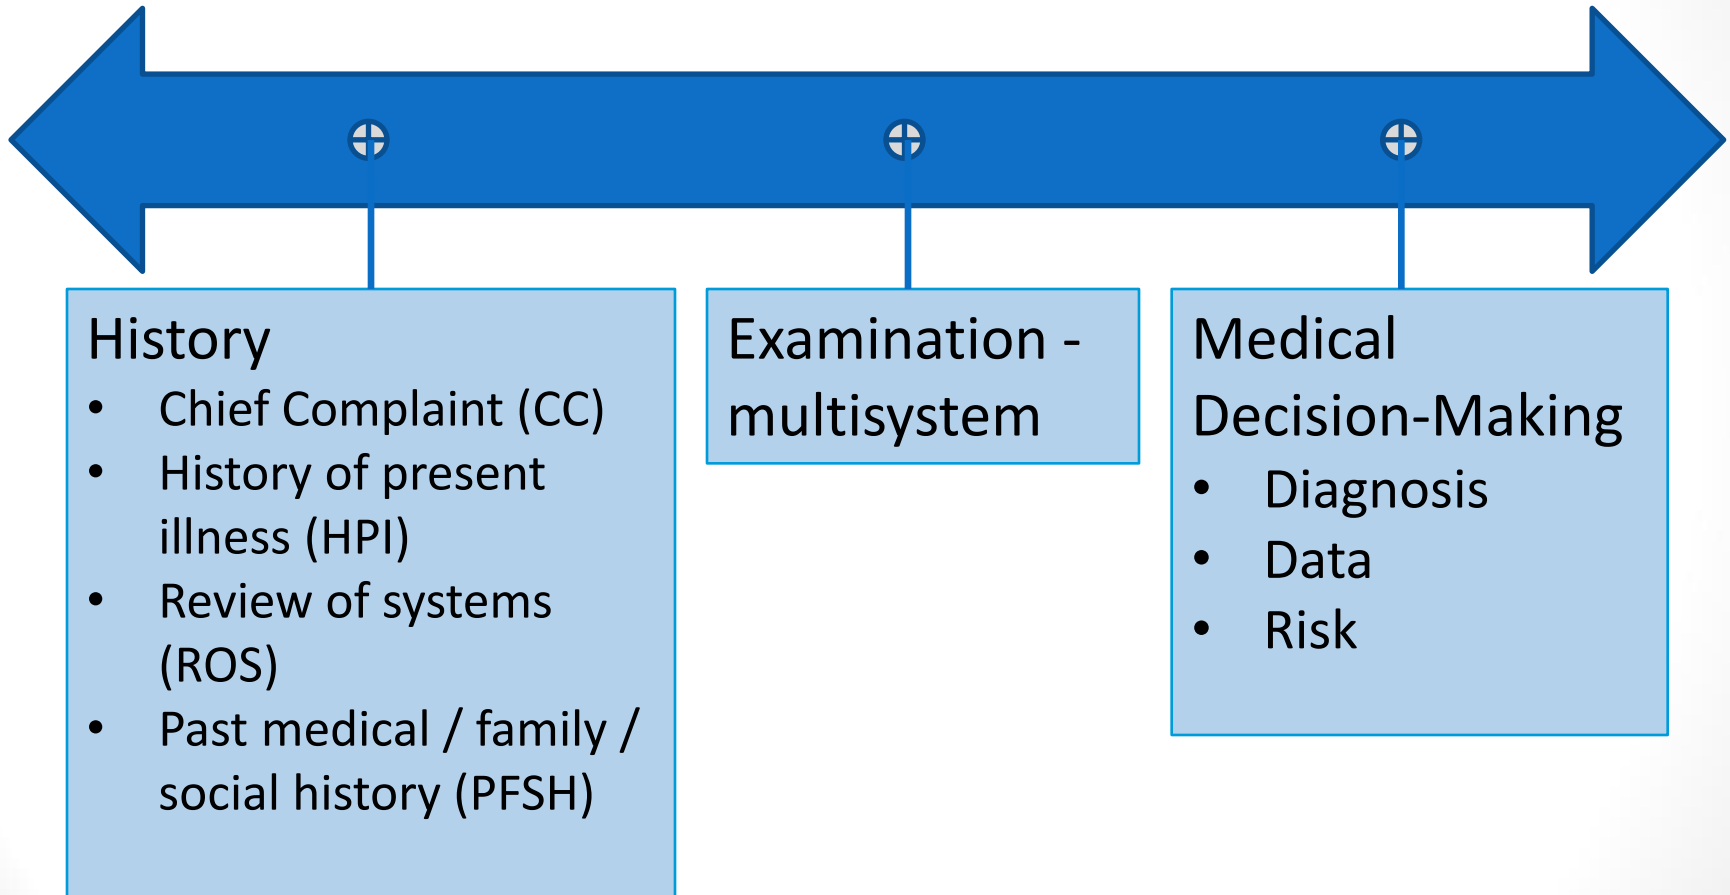 History
• Chief Complaint (CC)
• History of present
illness (HPI)
• Review of systems
(ROS)
• Past medical / family /
social history (PFSH)
Examination -
multisystem
Medical
Decision-Making
• Diagnosis
• Data
• Risk